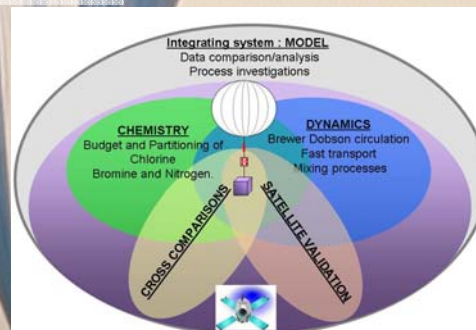 Integrating system : MODEL
Data comparison/analysis
Process investigations
CHEMISTRY
Budget and Partitioning of
Chlorine
Bromine and Nitrogen.
DYNAMICS
Brewer Dobson circulation
Fast transport
Mixing processes
CROSS COMPARISONS
SATELLITE VALIDATION